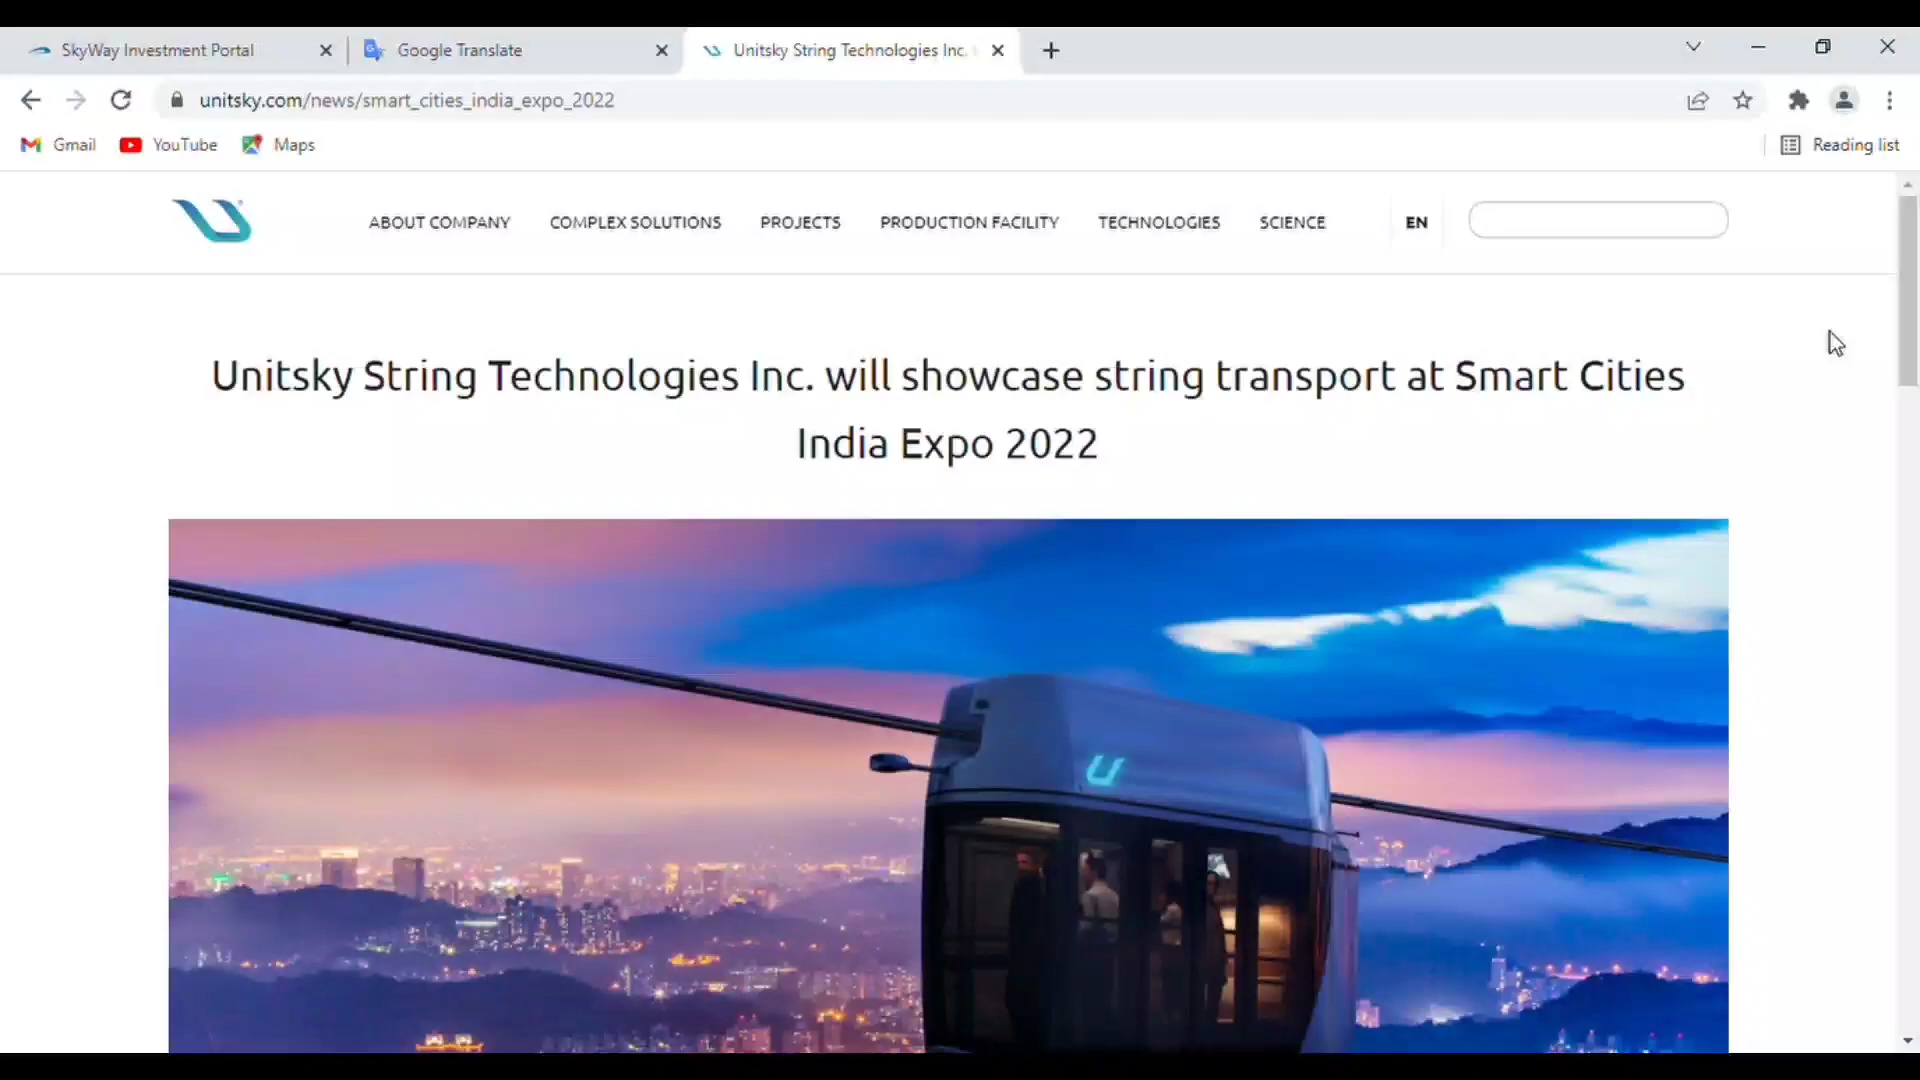 SkyWay Investment Portal
Google Translate
Unitsky String Technologies Inc.
unitsky.com/news/smart_cities_india_expo_2022
Gmail
YouTube
Maps
Reading list
ABOUT COMPANY
COMPLEX SOLUTIONS
PROJECTS
PRODUCTION FACILITY
TECHNOLOGIES
SCIENCE
EN
Unitsky String Technologies Inc. will showcase string transport at Smart Cities
India Expo 2022